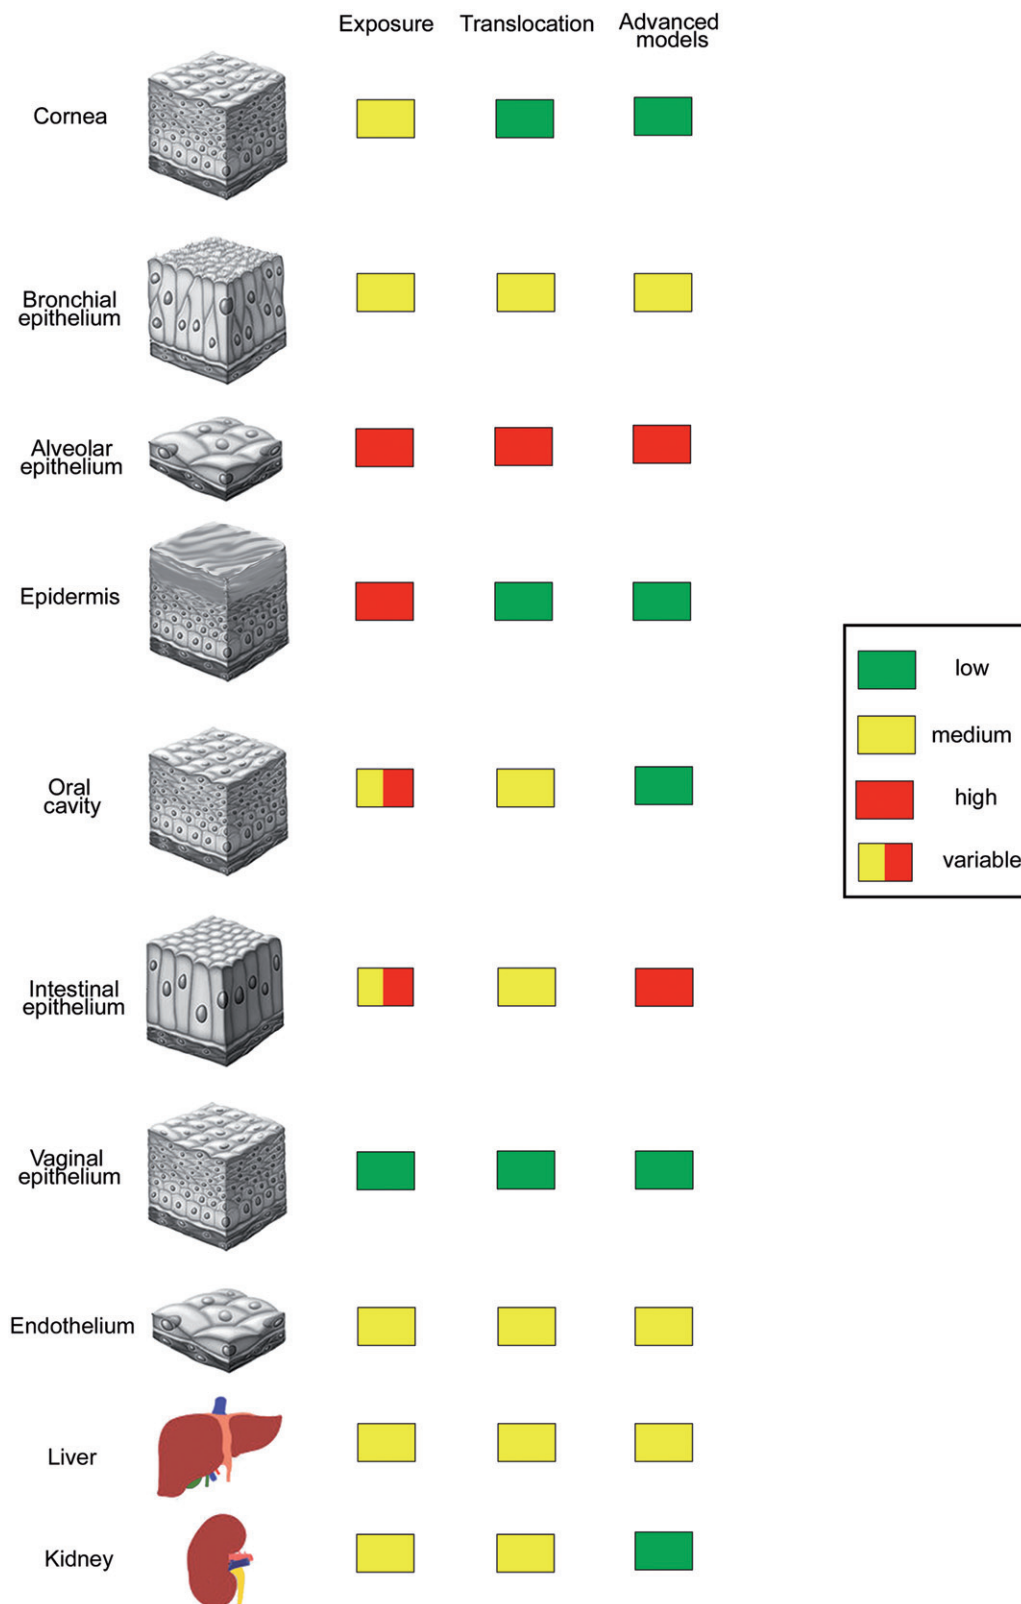 Exposure Translocation Advanced
models
Cornea
Bronchial
epithelium
Alveolar
epithelium
Epidermis
low
medium
Oral
cavity
high
variable
Intestinal
epithelium
Vaginal
epithelium
Endothelium
Liver
Kidney